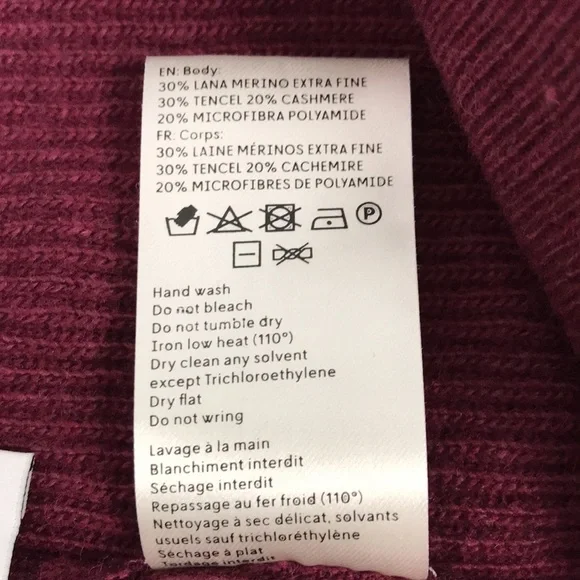 EN: Body:
30% LANA MERINO EXTRA FINE
30% TENCEL 20% CASHMERE
20% MICROFIBRA POLYAMIDE
FR: Corps:
30% LAINE MÉRINOS EXTRA FINE
30% TENCEL 20% CACHEMIRE
20% MICROFIBRES DE POLYAMIDE
P
Hand wash
Do not bleach
Do not tumble dry
Iron low heat (110°)
Dry clean any solvent
except Trichloroethylene
Dry flat
Do not wring
Lavage à la main
Blanchiment interdit
Séchage interdit
Repassage au fer froid (110°)
Nettoyage à sec délicat, solvants
usuels sauf trichloréthylène
Séchage à plat
Tordage interdit